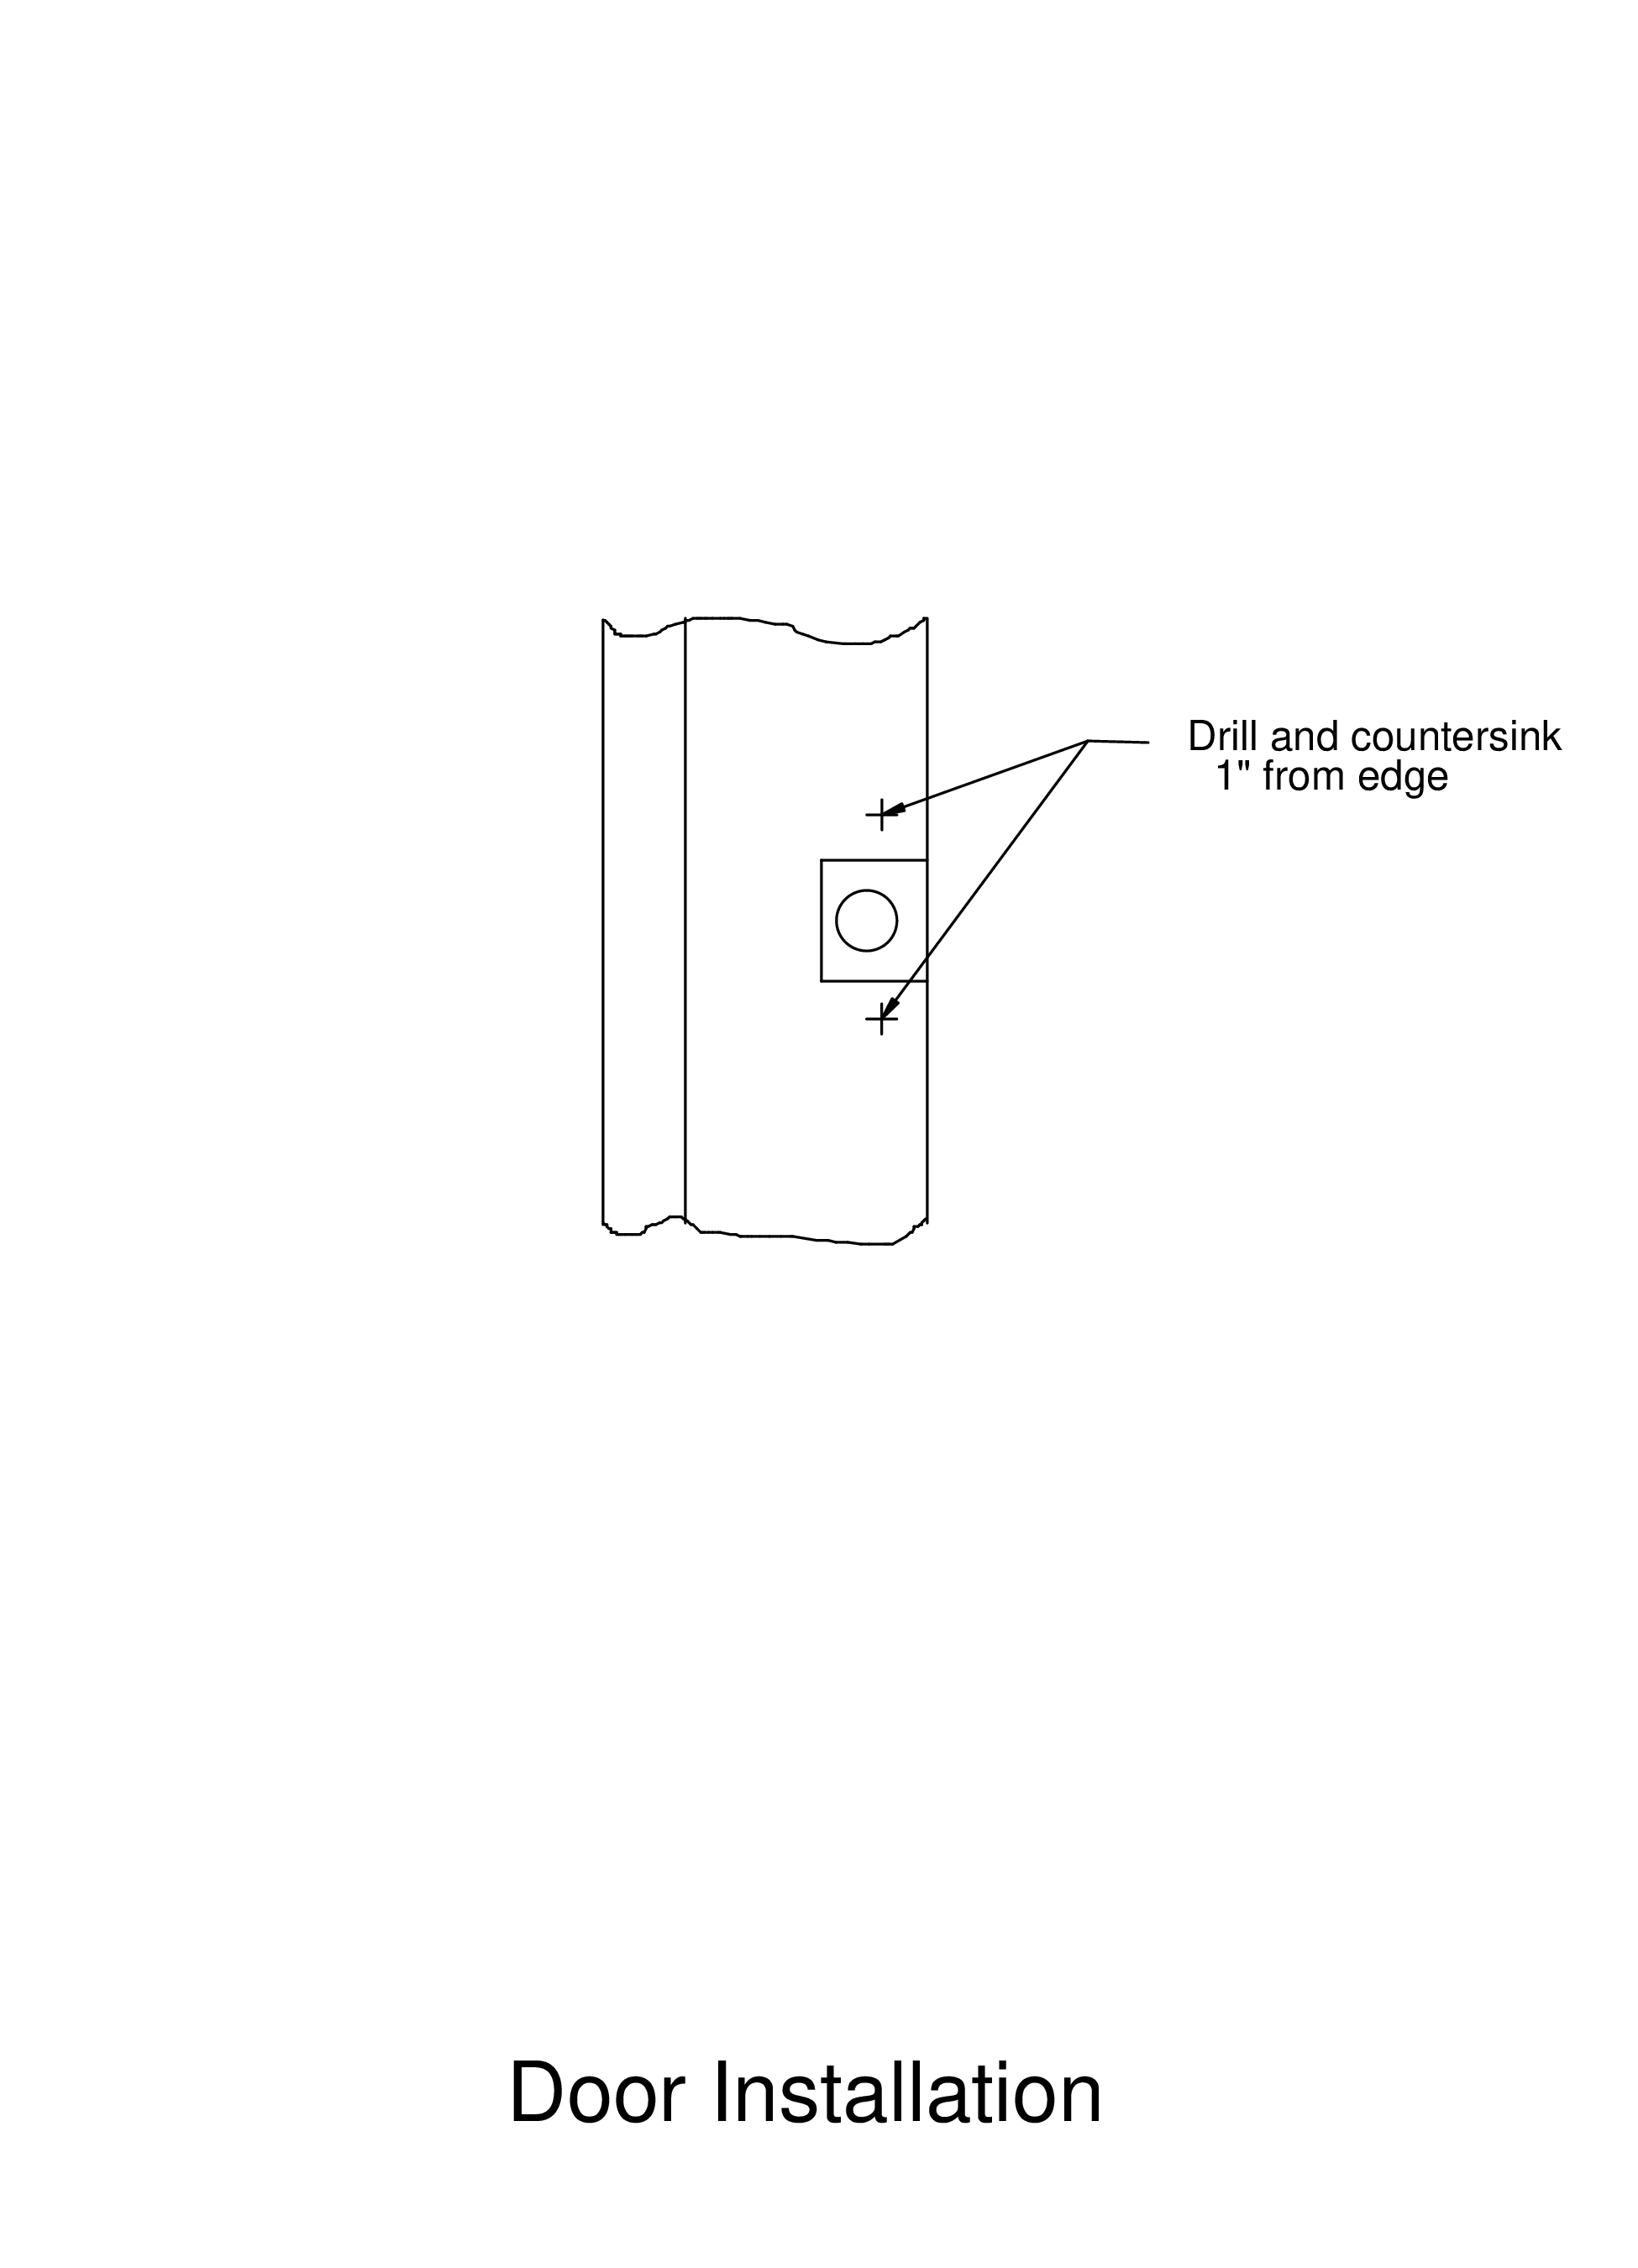 Drill and countersink
1" from edge
Door Installation